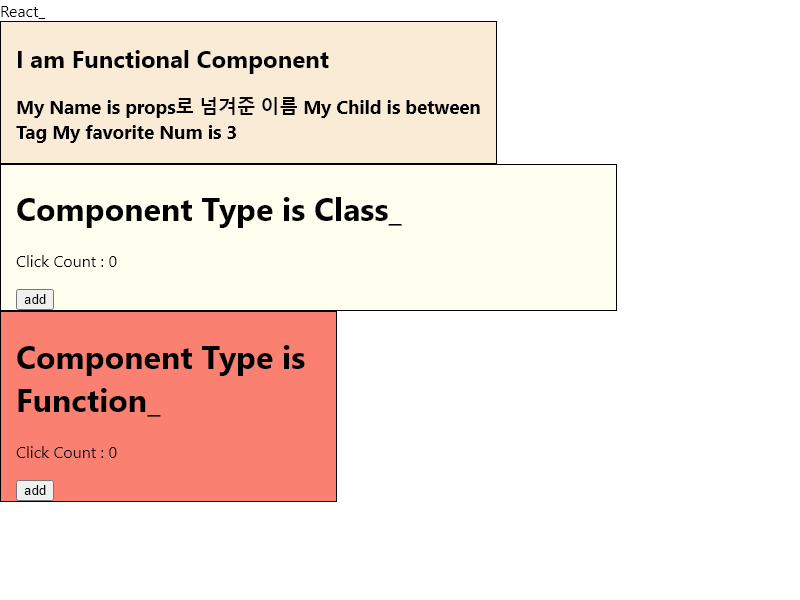 React_
I am Functional Component
My Name is props로 넘겨준 이름 My Child is between
Tag My favorite Num is 3
Component Type is Class_
Click Count : 0
add
Component Type is
Function_
Click Count : 0
add